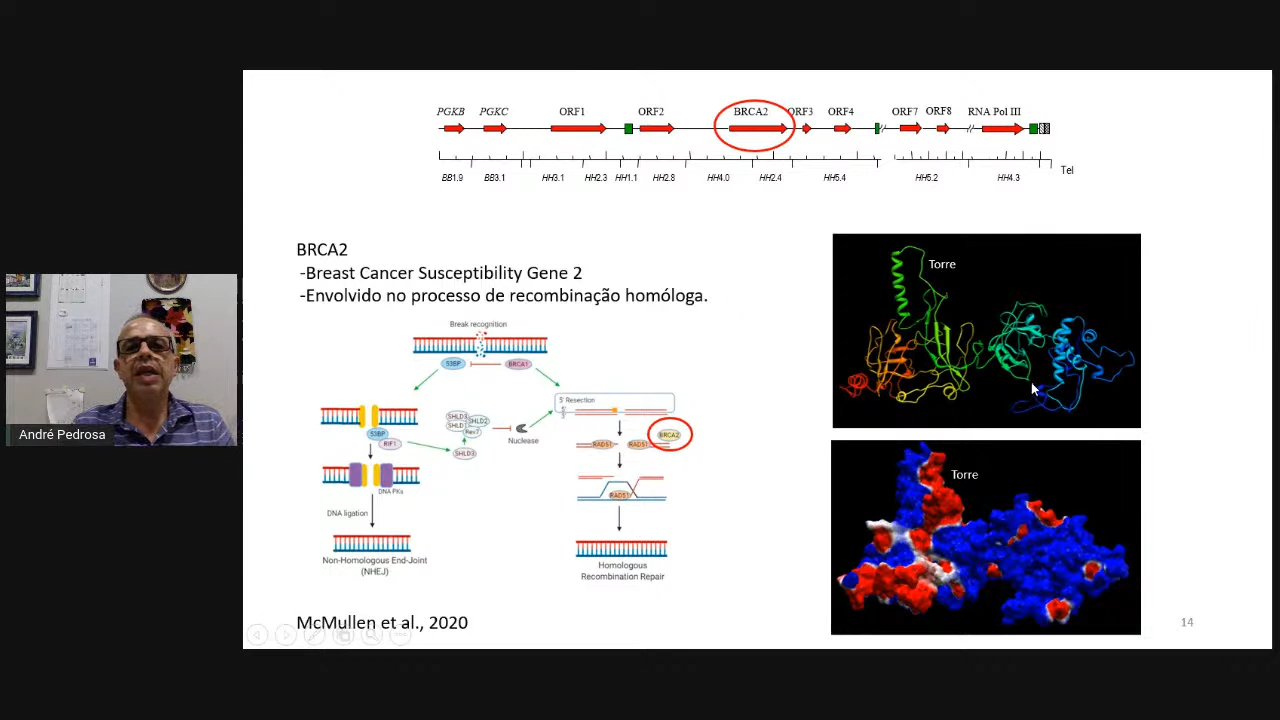 PGKB PGKC ORF1 ORF2 BRCA2 ORF3 ORF4 ORF7 ORF8 RNA Pol III
Tel
BB1.9 BB3.1 HH3.1 HH2.3 HH1.1 HH2.8 HH4.0 HH2.4 HH5.4 HH5.2 HH4.3
BRCA2
-Breast Cancer Susceptibility Gene 2
-Envolvido no processo de recombinação homóloga.
Break recognition
53BP BRCA1
5' Resection
SHLD3
SHLD2
SHLD1
Rev7
Nuclease
53BP
RIF1
SHLD3
BRCA2
RAD51 RAD51
DNA PKs
RAD51
DNA ligation
Non-Homologous End-Joint
(NHEJ)
Homologous
Recombination Repair
McMullen et al., 2020
Torre
Torre
14
André Pedrosa